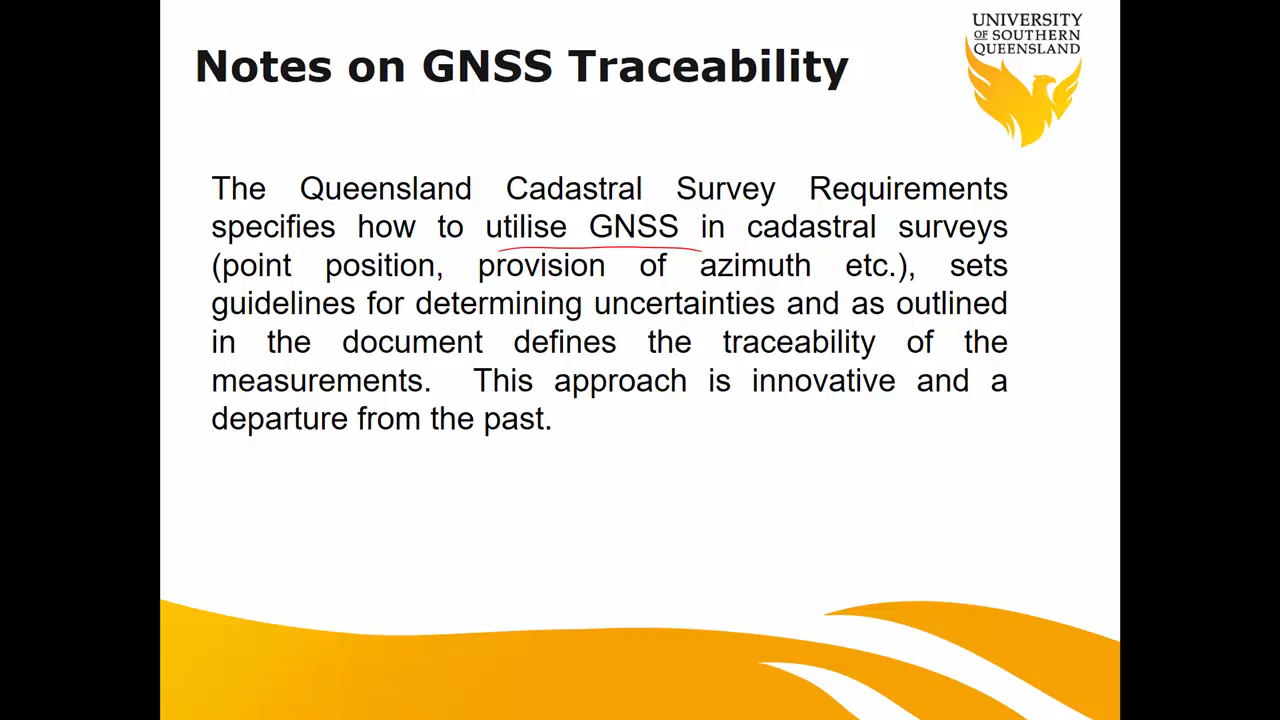 UNIVERSITY
OF SOUTHERN
QUEENSLAND
Notes on GNSS Traceability
The Queensland Cadastral Survey Requirements
specifies how to utilise GNSS in cadastral surveys
(point position, provision of azimuth etc.), sets
guidelines for determining uncertainties and as outlined
in the document defines the traceability of the
measurements. This approach is innovative and a
departure from the past.